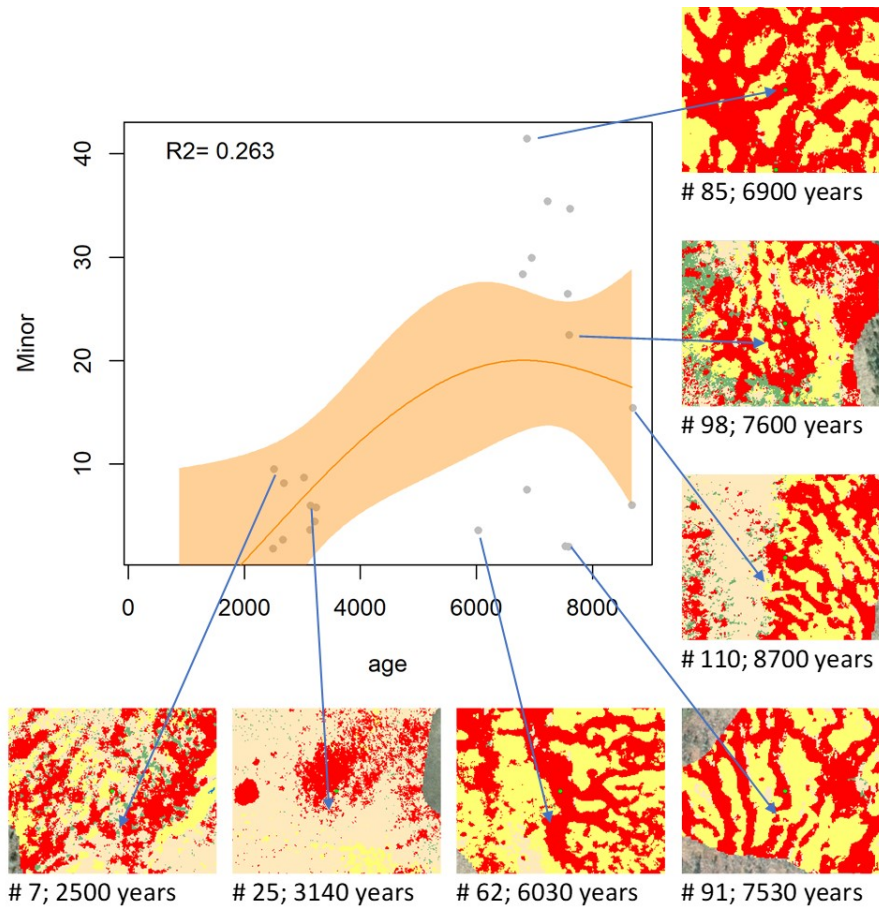 R2= 0.263
40
30
20
10
Minor
0
2000
4000
6000
8000
age
# 85; 6900 years
# 98; 7600 years
# 110; 8700 years
# 7; 2500 years
# 25; 3140 years
# 62; 6030 years
# 91; 7530 years